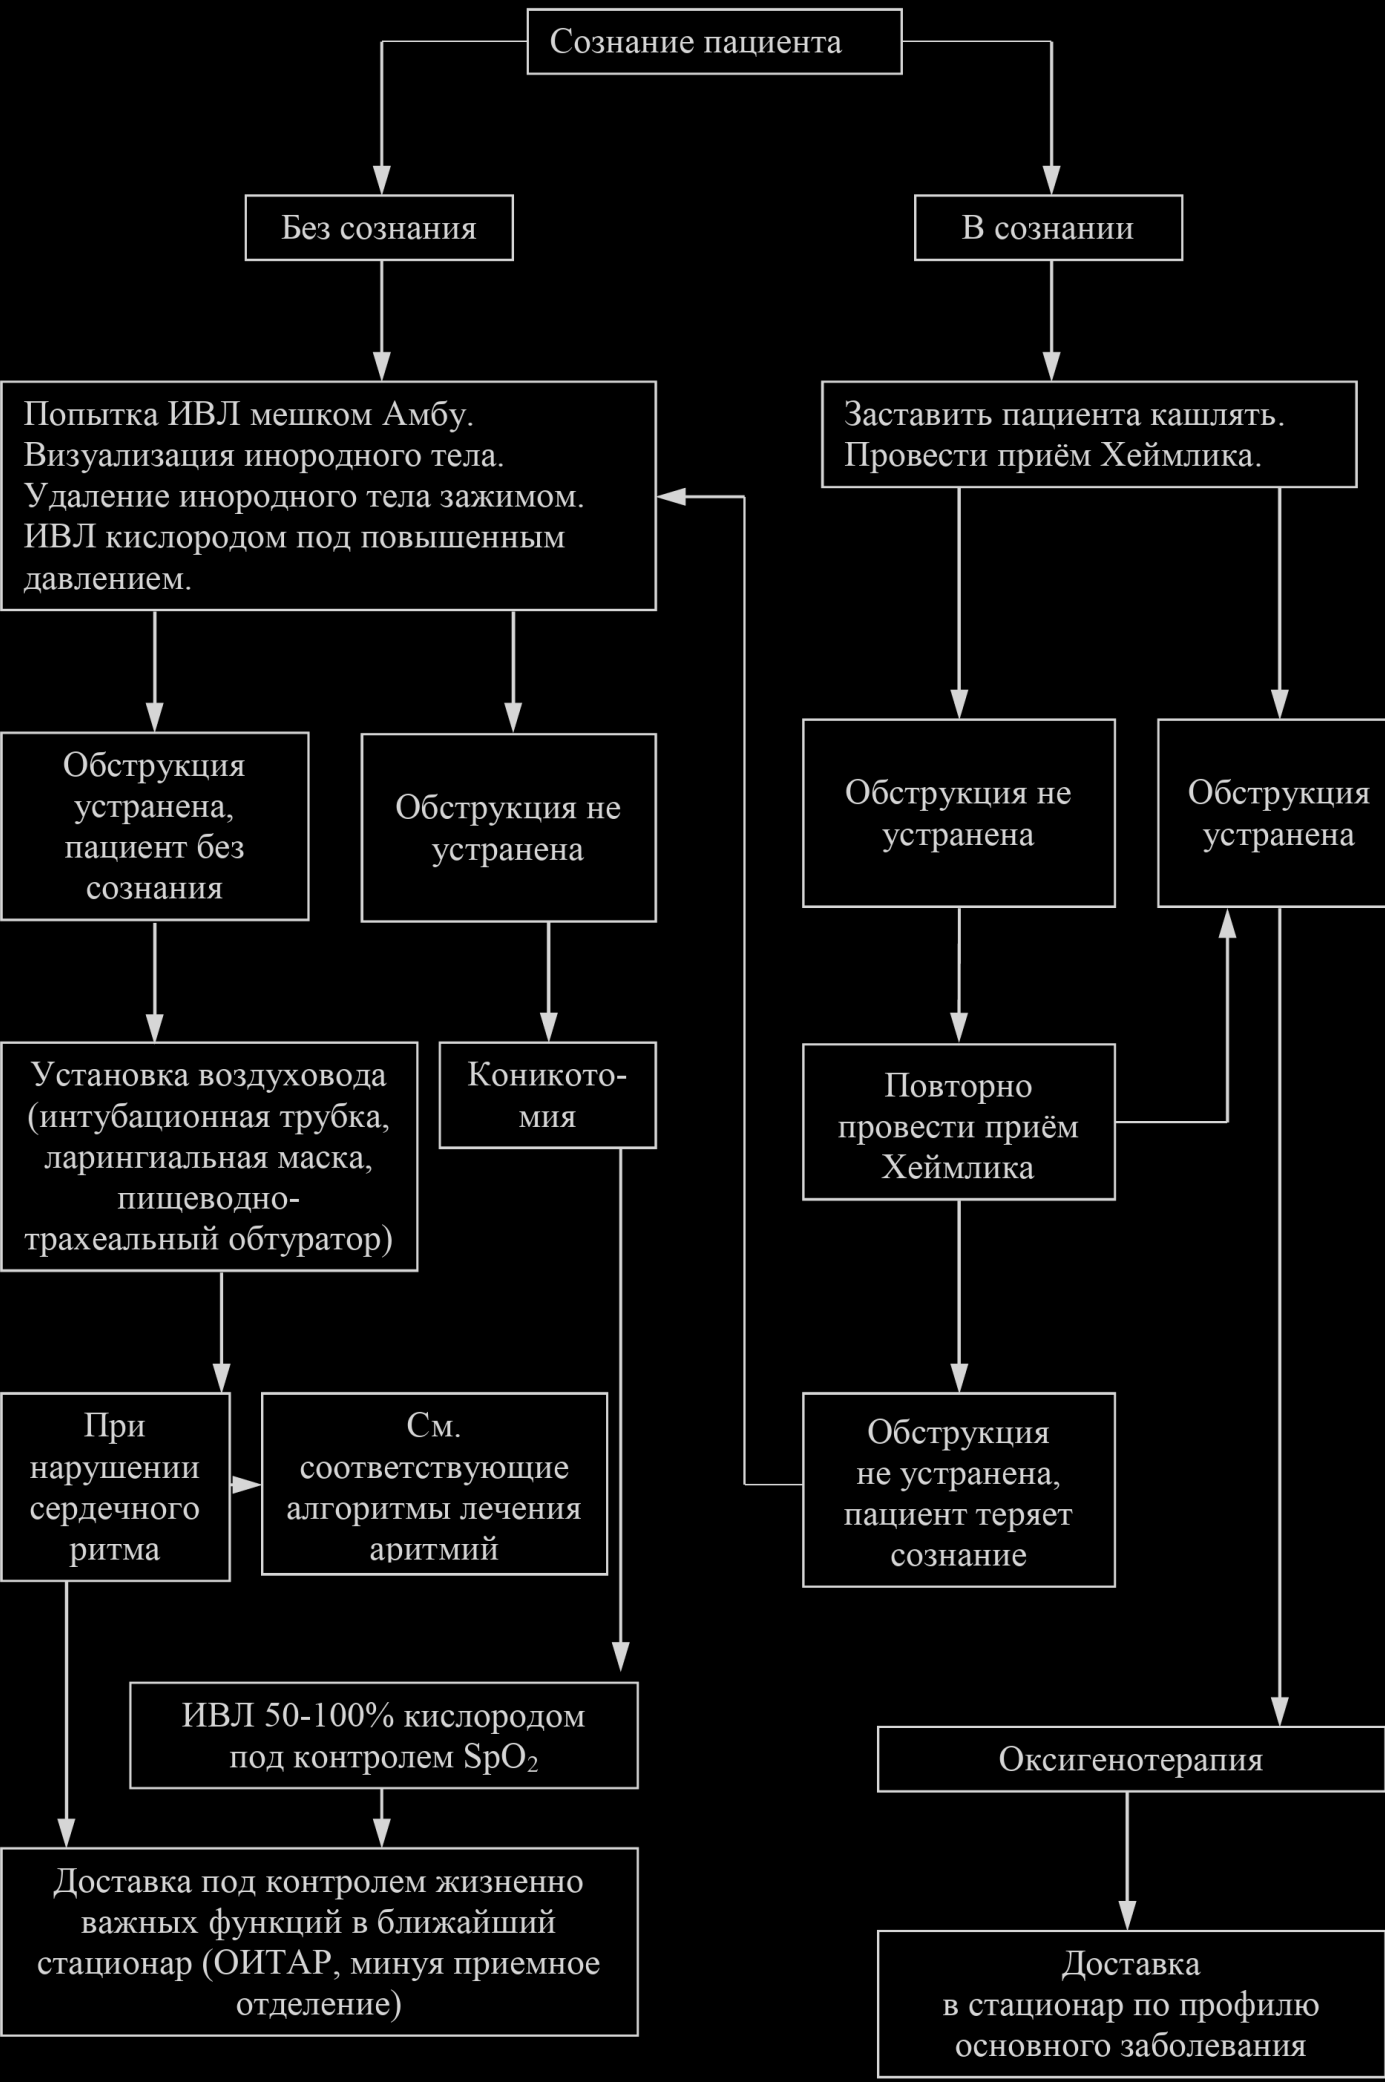 Сознание пациента
Без сознания
В сознании
Попытка ИВЛ мешком Амбу.
Визуализация инородного тела.
Удаление инородного тела зажимом.
ИВЛ кислородом под повышенным
давлением.
Заставить пациента кашлять.
Провести приём Хеймлика.
Обструкция
устранена,
пациент без
сознания
Обструкция не
устранена
Обструкция не
устранена
Обструкция
устранена
Установка воздуховода
(интубационная трубка,
ларингиальная маска,
пищеводно-
трахеальный обтуратор)
Коникото-
мия
Повторно
провести приём
Хеймлика
При
нарушении
сердечного
ритма
См.
соответствующие
алгоритмы лечения
аритмий
Обструкция
не устранена,
пациент теряет
сознание
ИВЛ 50-100% кислородом
под контролем SpO₂
Оксигенотерапия
Доставка под контролем жизненно
важных функций в ближайший
стационар (ОИТАР, минуя приемное
отделение)
Доставка
в стационар по профилю
основного заболевания